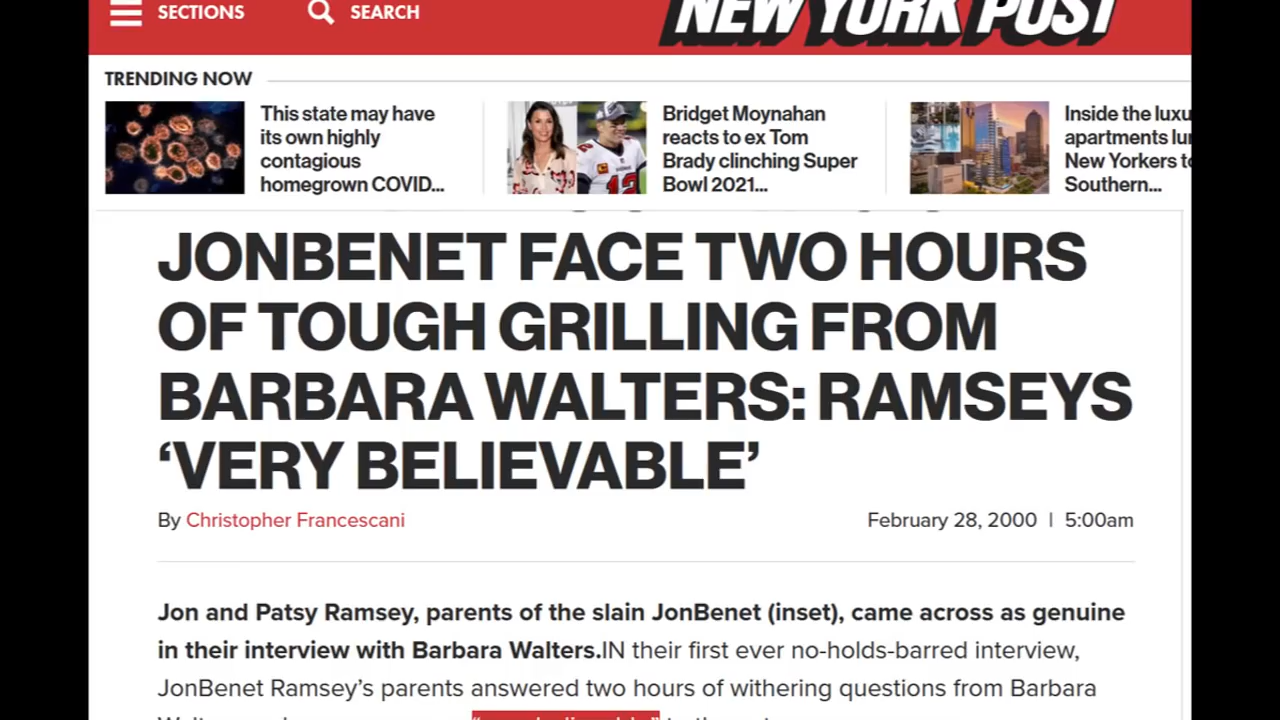 SECTIONS
SEARCH
NEW YORK POST
TRENDING NOW
This state may have
its own highly
contagious
homegrown COVID...
Bridget Moynahan
reacts to ex Tom
Brady clinching Super
Bowl 2021...
Inside the luxu
apartments lu
New Yorkers to
Southern...
JONBENET FACE TWO HOURS
OF TOUGH GRILLING FROM
BARBARA WALTERS: RAMSEYS
‘VERY BELIEVABLE’
By Christopher Francescani
February 28, 2000 | 5:00am
Jon and Patsy Ramsey, parents of the slain JonBenet (inset), came across as genuine
in their interview with Barbara Walters.IN their first ever no-holds-barred interview,
JonBenet Ramsey’s parents answered two hours of withering questions from Barbara